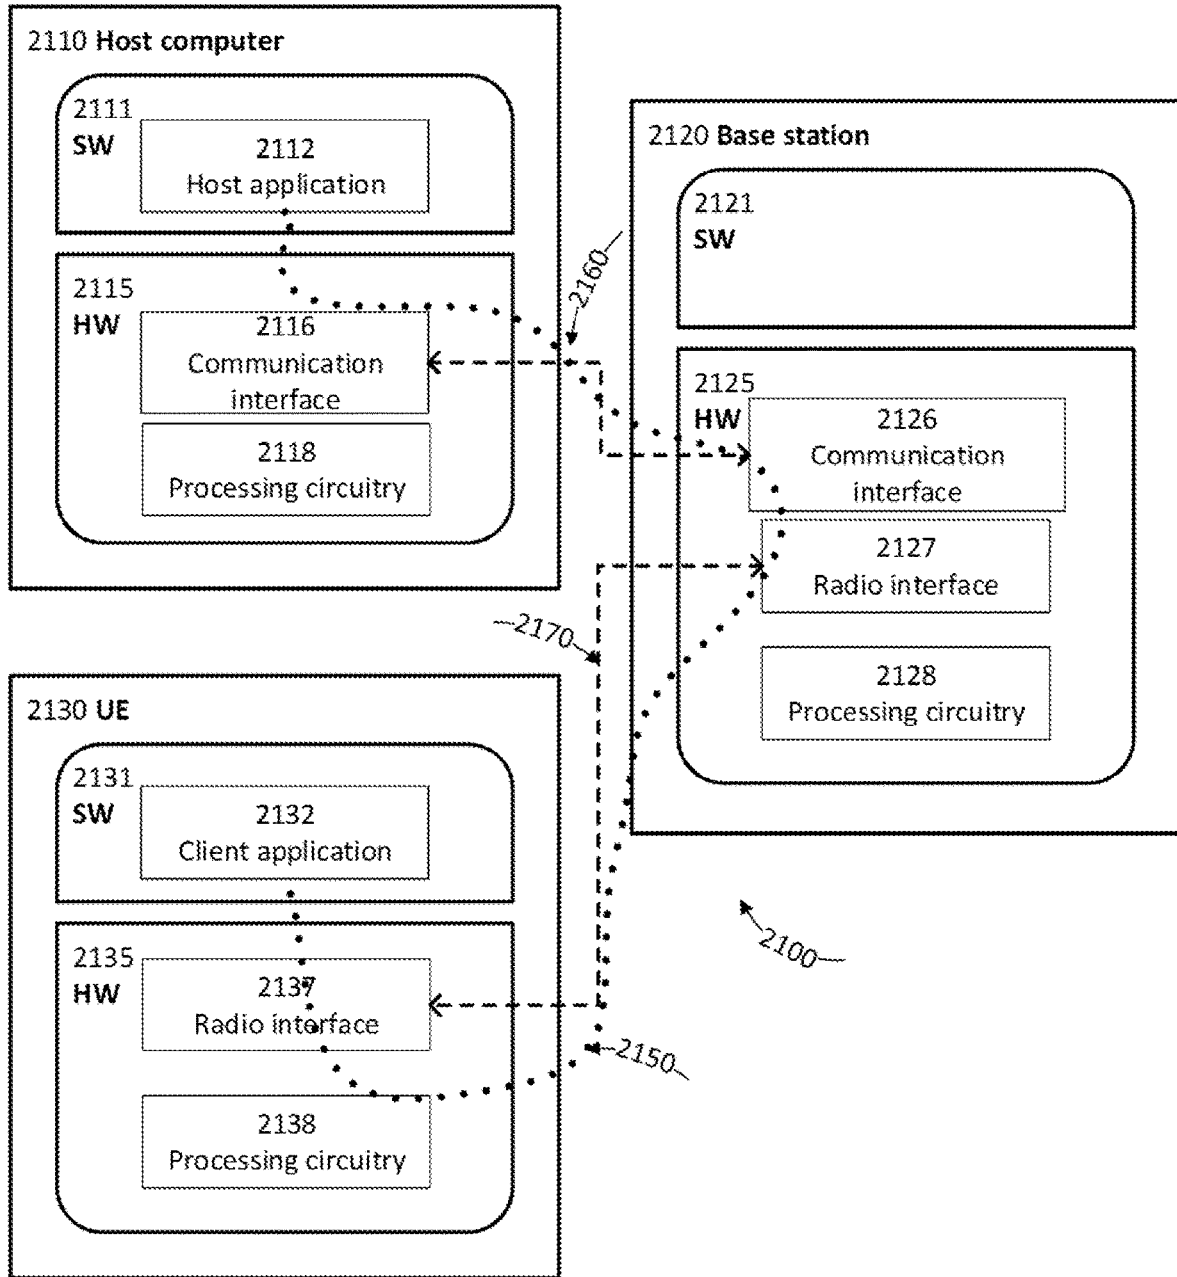 2110 Host computer
2111
SW
2112
Host application
2115
HW
2116
Communication
interface
2118
Processing circuitry
2160
2120 Base station
2121
SW
2125
HW
2126
Communication
interface
2127
Radio interface
2128
Processing circuitry
2170
2130 UE
2131
SW
2132
Client application
2135
HW
2137
Radio interface
2138
Processing circuitry
2150
2100